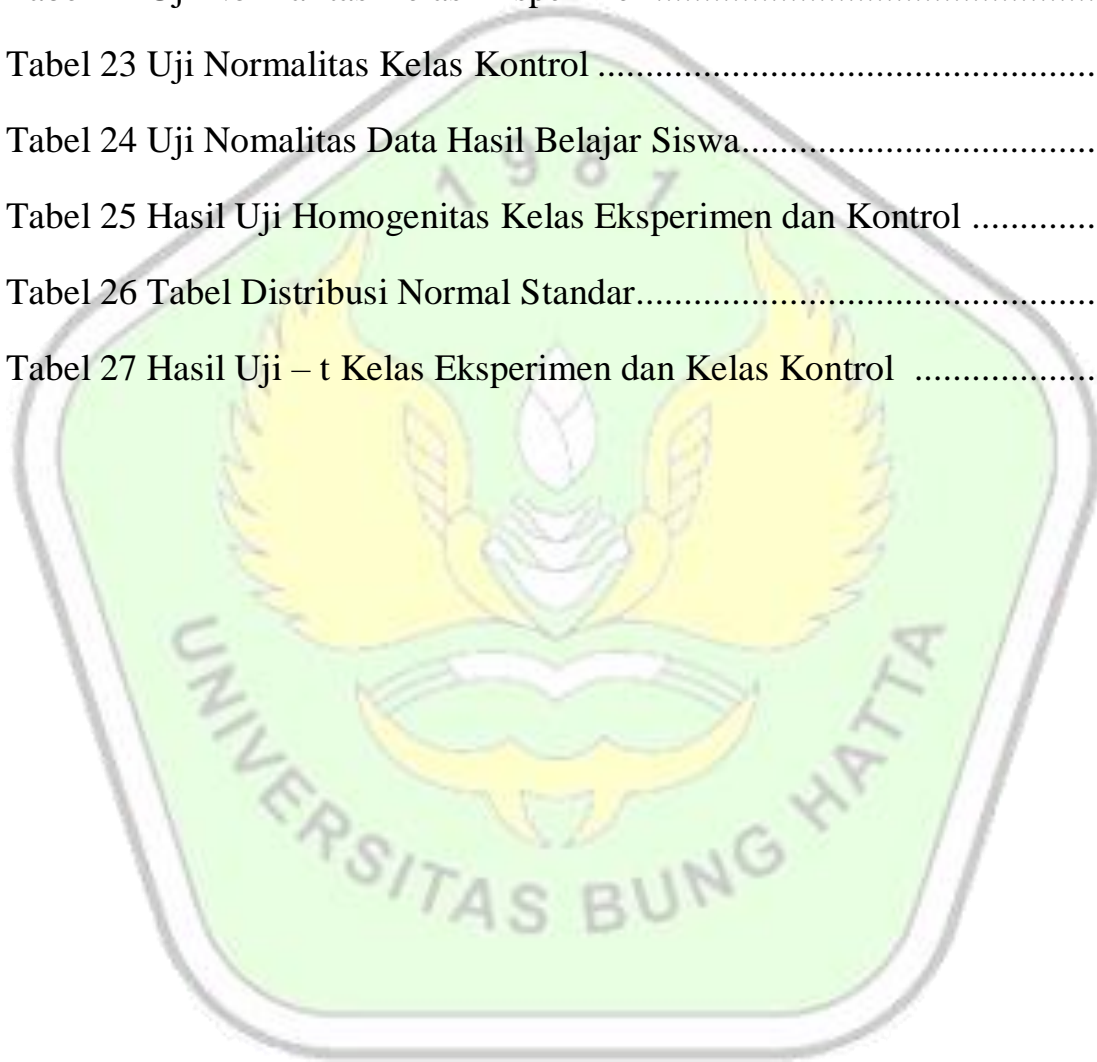 Tabel 23 Uji Normalitas Kelas Kontrol ................................................
Tabel 24 Uji Nomalitas Data Hasil Belajar Siswa..................................
Tabel 25 Hasil Uji Homogenitas Kelas Eksperimen dan Kontrol ............
Tabel 26 Tabel Distribusi Normal Standar............................................
Tabel 27 Hasil Uji – t Kelas Eksperimen dan Kelas Kontrol ..................
1981
UNIVERSITAS BUNG HATTA